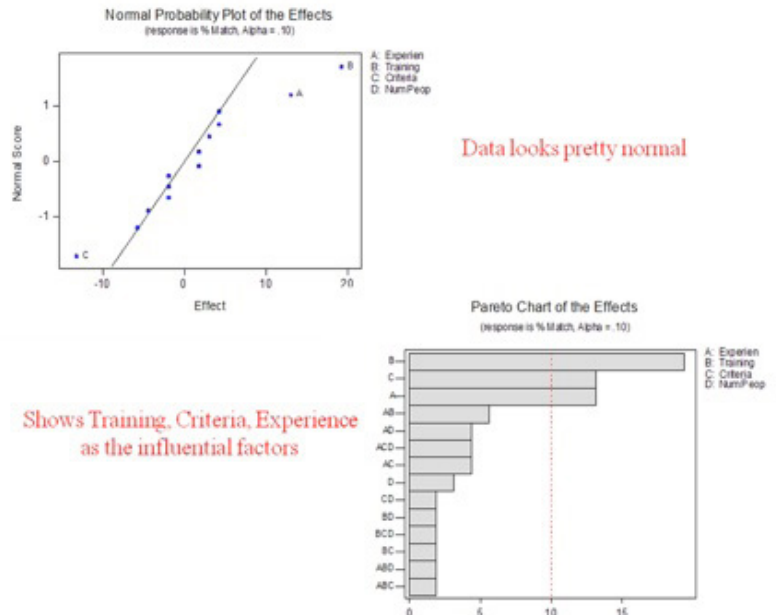 Normal Probability Plot of the Effects
(response is % Match, Alpha = .10)
A: Experien
B: Training
C: Criteria
D: NumPeop
B
A
C
1
0
-1
Normal Score
-10
0
10
20
Effect
Data looks pretty normal
Pareto Chart of the Effects
(response is % Match, Alpha = .10)
A: Experien
B: Training
C: Criteria
D: NumPeop
B
C
A
AB
AD
ACD
AC
D
CD
BD
BCD
BC
ABD
ABC
0
5
10
15
Shows Training, Criteria, Experience
as the influential factors